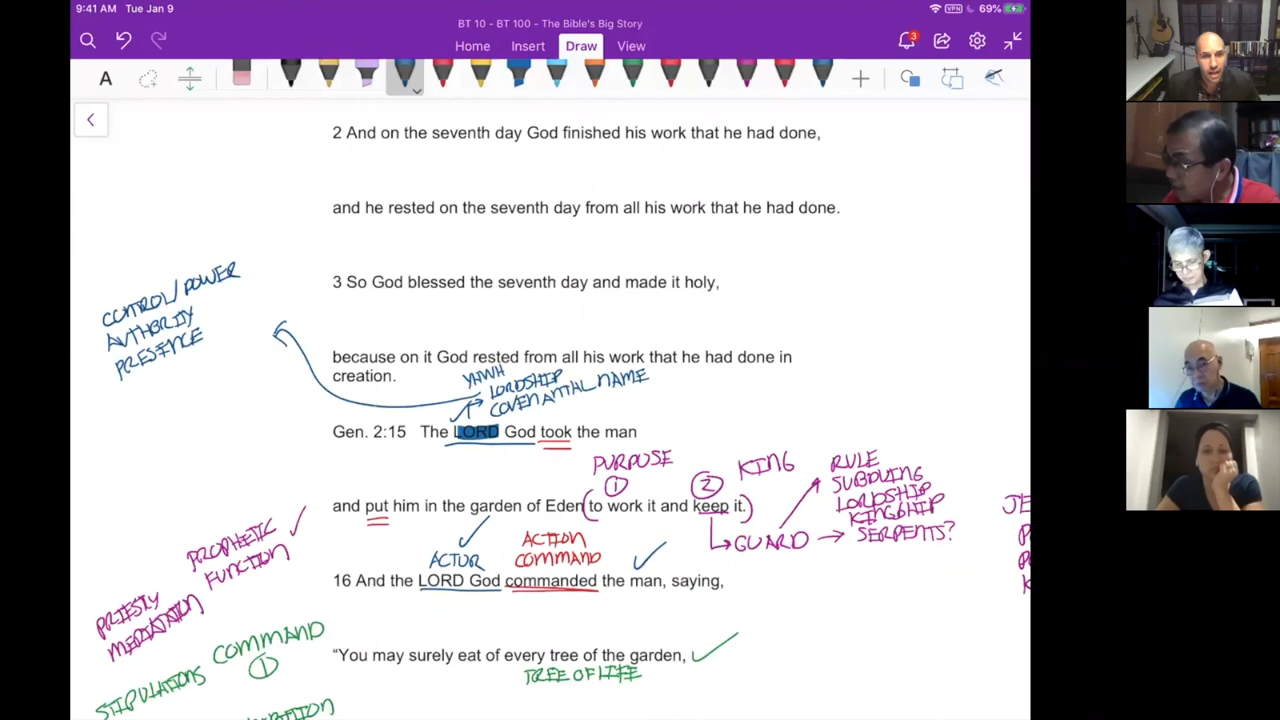 9:41 AM Tue Jan 9
VPN 69%
BT 10 - BT 100 - The Bible's Big Story
Home Insert Draw View
3
A
2 And on the seventh day God finished his work that he had done,
and he rested on the seventh day from all his work that he had done.
3 So God blessed the seventh day and made it holy,
CONTROL/POWER
AUTHORITY
PRESENCE
because on it God rested from all his work that he had done in
creation.
YHWH
LORDSHIP
COVENANTAL NAME
Gen. 2:15 The LORD God took the man
PURPOSE
1
2
KING
RULE
SUBDUING
LORDSHIP
KINGSHIP
SERPENTS?
and put him in the garden of Eden (to work it and keep it.)
GUARD
JE
ACTOR
ACTION
COMMAND
PROPHETIC
FUNCTION
16 And the LORD God commanded the man, saying,
PRIESTLY
MEDIATION
COMMAND
1
"You may surely eat of every tree of the garden,
TREE OF LIFE
STIPULATIONS